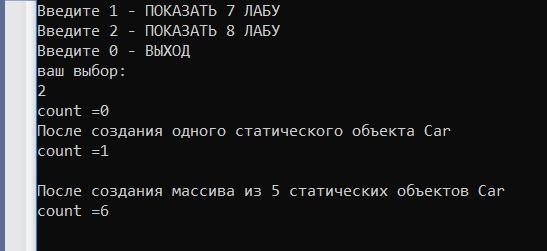 Введите 1 - ПОКАЗАТЬ 7 ЛАБУ
Введите 2 - ПОКАЗАТЬ 8 ЛАБУ
Введите 0 - ВЫХОД
ваш выбор:
2
count =0
После создания одного статического объекта Car
count =1
После создания массива из 5 статических объектов Car
count =6